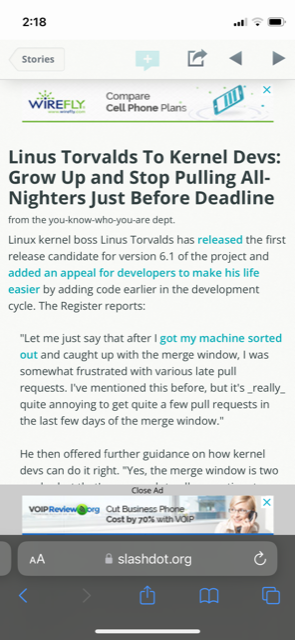 2:18
Stories
WIREFLY
www.wirefly.com
Compare
Cell Phone Plans
Linus Torvalds To Kernel Devs:
Grow Up and Stop Pulling All-
Nighters Just Before Deadline
from the you-know-who-you-are dept.
Linux kernel boss Linus Torvalds has released the first
release candidate for version 6.1 of the project and
added an appeal for developers to make his life
easier by adding code earlier in the development
cycle. The Register reports:
"Let me just say that after I got my machine sorted
out and caught up with the merge window, I was
somewhat frustrated with various late pull
requests. I've mentioned this before, but it's _really_
quite annoying to get quite a few pull requests in
the last few days of the merge window."
He then offered further guidance on how kernel
devs can do it right. "Yes, the merge window is two
Close Ad
VOIPReview.org
Cut Business Phone
Cost by 70% with VoIP
AA
slashdot.org